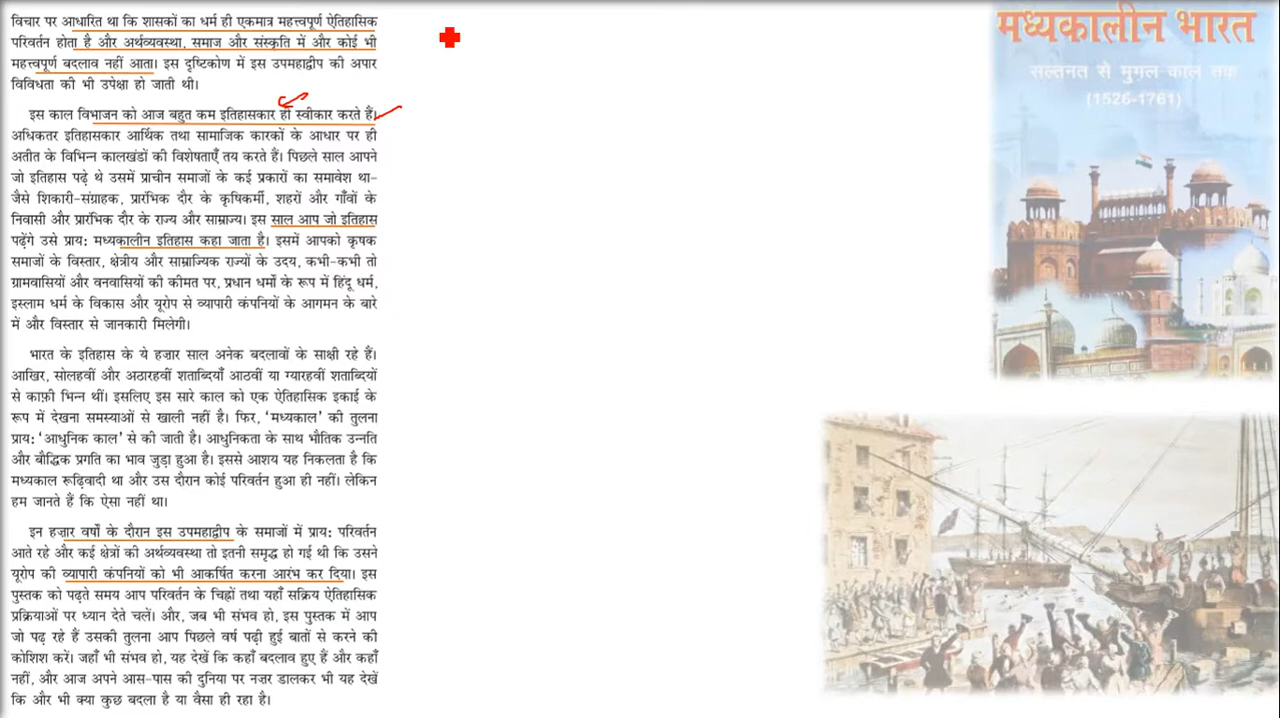 विचार पर आधारित था कि शासकों का धर्म ही एकमात्र महत्त्वपूर्ण ऐतिहासिक
परिवर्तन होता है और अर्थव्यवस्था, समाज और संस्कृति में और कोई भी
महत्त्वपूर्ण बदलाव नहीं आता। इस दृष्टिकोण में इस उपमहाद्वीप की अपार
विविधता की भी उपेक्षा हो जाती थी।
इस काल विभाजन को आज बहुत कम इतिहासकार ही स्वीकार करते हैं।
अधिकतर इतिहासकार आर्थिक तथा सामाजिक कारकों के आधार पर ही
अतीत के विभिन्न कालखंडों की विशेषताएँ तय करते हैं। पिछले साल आपने
जो इतिहास पढ़े थे उसमें प्राचीन समाजों के कई प्रकारों का समावेश था–
जैसे शिकारी-संग्राहक, प्रारंभिक दौर के कृषिकर्मी, शहरों और गाँवों के
निवासी और प्रारंभिक दौर के राज्य और साम्राज्य। इस साल आप जो इतिहास
पढ़ेंगे उसे प्राय: मध्यकालीन इतिहास कहा जाता है। इसमें आपको कृषक
समाजों के विस्तार, क्षेत्रीय और साम्राज्यिक राज्यों के उदय, कभी-कभी तो
ग्रामवासियों और वनवासियों की कीमत पर, प्रधान धर्मों के रूप में हिंदू धर्म,
इस्लाम धर्म के विकास और यूरोप से व्यापारी कंपनियों के आगमन के बारे
में और विस्तार से जानकारी मिलेगी।
भारत के इतिहास के ये हज़ार साल अनेक बदलावों के साक्षी रहे हैं।
आखिर, सोलहवीं और अठारहवीं शताब्दियाँ आठवीं या ग्यारहवीं शताब्दियों
से काफ़ी भिन्न थीं। इसलिए इस सारे काल को एक ऐतिहासिक इकाई के
रूप में देखना समस्याओं से खाली नहीं है। फिर, ‘मध्यकाल’ की तुलना
प्राय: ‘आधुनिक काल’ से की जाती है। आधुनिकता के साथ भौतिक उन्नति
और बौद्धिक प्रगति का भाव जुड़ा हुआ है। इससे आशय यह निकलता है कि
मध्यकाल रूढ़िवादी था और उस दौरान कोई परिवर्तन हुआ ही नहीं। लेकिन
हम जानते हैं कि ऐसा नहीं था।
इन हज़ार वर्षों के दौरान इस उपमहाद्वीप के समाजों में प्राय: परिवर्तन
आते रहे और कई क्षेत्रों की अर्थव्यवस्था तो इतनी समृद्ध हो गई थी कि उसने
यूरोप की व्यापारी कंपनियों को भी आकर्षित करना आरंभ कर दिया। इस
पुस्तक को पढ़ते समय आप परिवर्तन के चिह्नों तथा यहाँ सक्रिय ऐतिहासिक
प्रक्रियाओं पर ध्यान देते चलें। और, जब भी संभव हो, इस पुस्तक में आप
जो पढ़ रहे हैं उसकी तुलना आप पिछले वर्ष पढ़ी हुई बातों से करने की
कोशिश करें। जहाँ भी संभव हो, यह देखें कि कहाँ बदलाव हुए हैं और कहाँ
नहीं, और आज अपने आस-पास की दुनिया पर नज़र डालकर भी यह देखें
कि और भी क्या कुछ बदला है या वैसा ही रहा है।
मध्यकालीन भारत
सल्तनत से मुगल काल तक
(1526-1761)